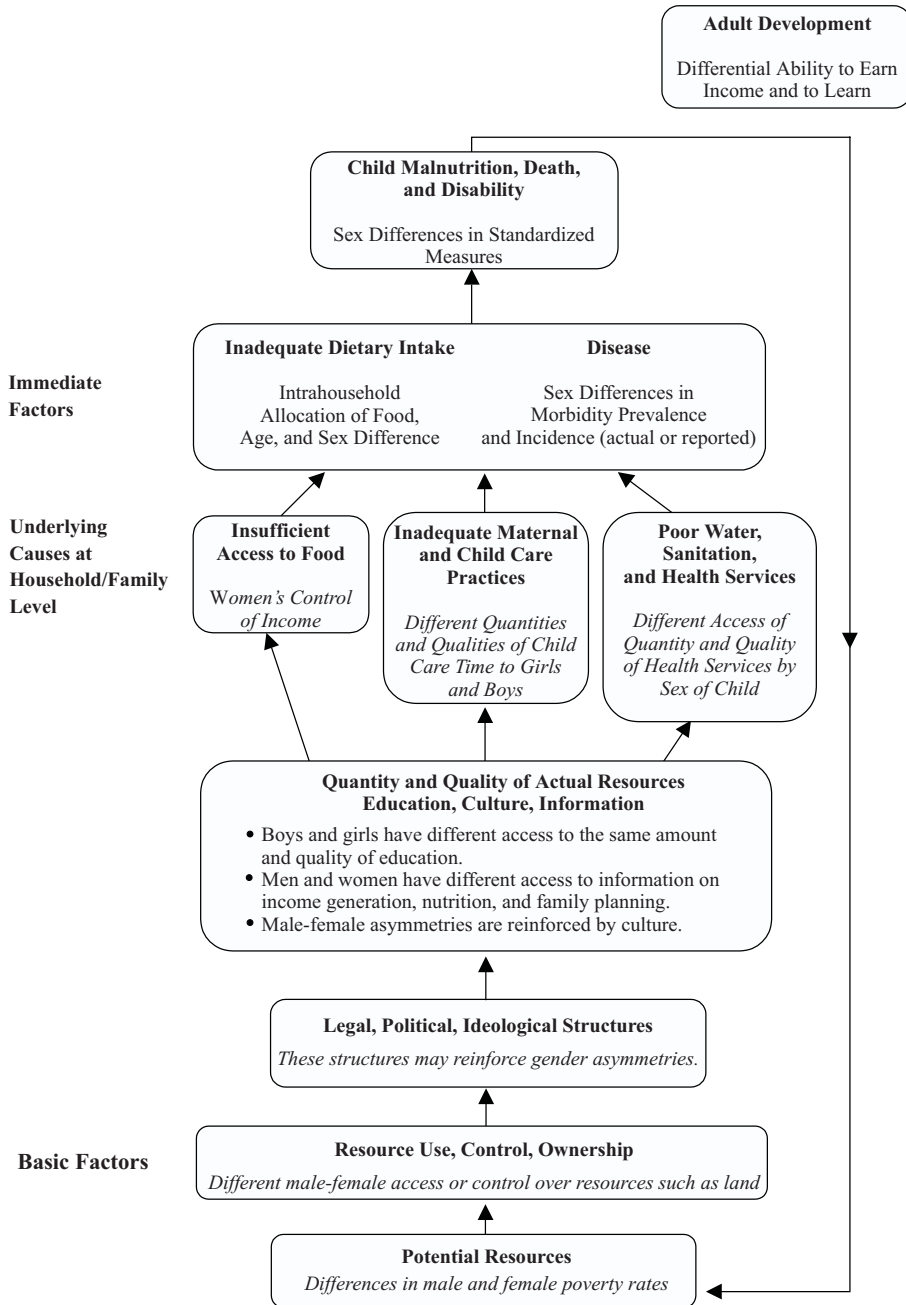 Adult Development
Differential Ability to Earn
Income and to Learn
Child Malnutrition, Death,
and Disability
Sex Differences in Standardized
Measures
Immediate
Factors
Inadequate Dietary Intake
Intrahousehold
Allocation of Food,
Age, and Sex Difference
Disease
Sex Differences in
Morbidity Prevalence
and Incidence (actual or reported)
Underlying
Causes at
Household/Family
Level
Insufficient
Access to Food
Women's Control
of Income
Inadequate Maternal
and Child Care
Practices
Different Quantities
and Qualities of Child
Care Time to Girls
and Boys
Poor Water,
Sanitation,
and Health Services
Different Access of
Quantity and Quality
of Health Services by
Sex of Child
Quantity and Quality of Actual Resources
Education, Culture, Information
• Boys and girls have different access to the same amount
and quality of education.
• Men and women have different access to information on
income generation, nutrition, and family planning.
• Male-female asymmetries are reinforced by culture.
Legal, Political, Ideological Structures
These structures may reinforce gender asymmetries.
Basic Factors
Resource Use, Control, Ownership
Different male-female access or control over resources such as land
Potential Resources
Differences in male and female poverty rates